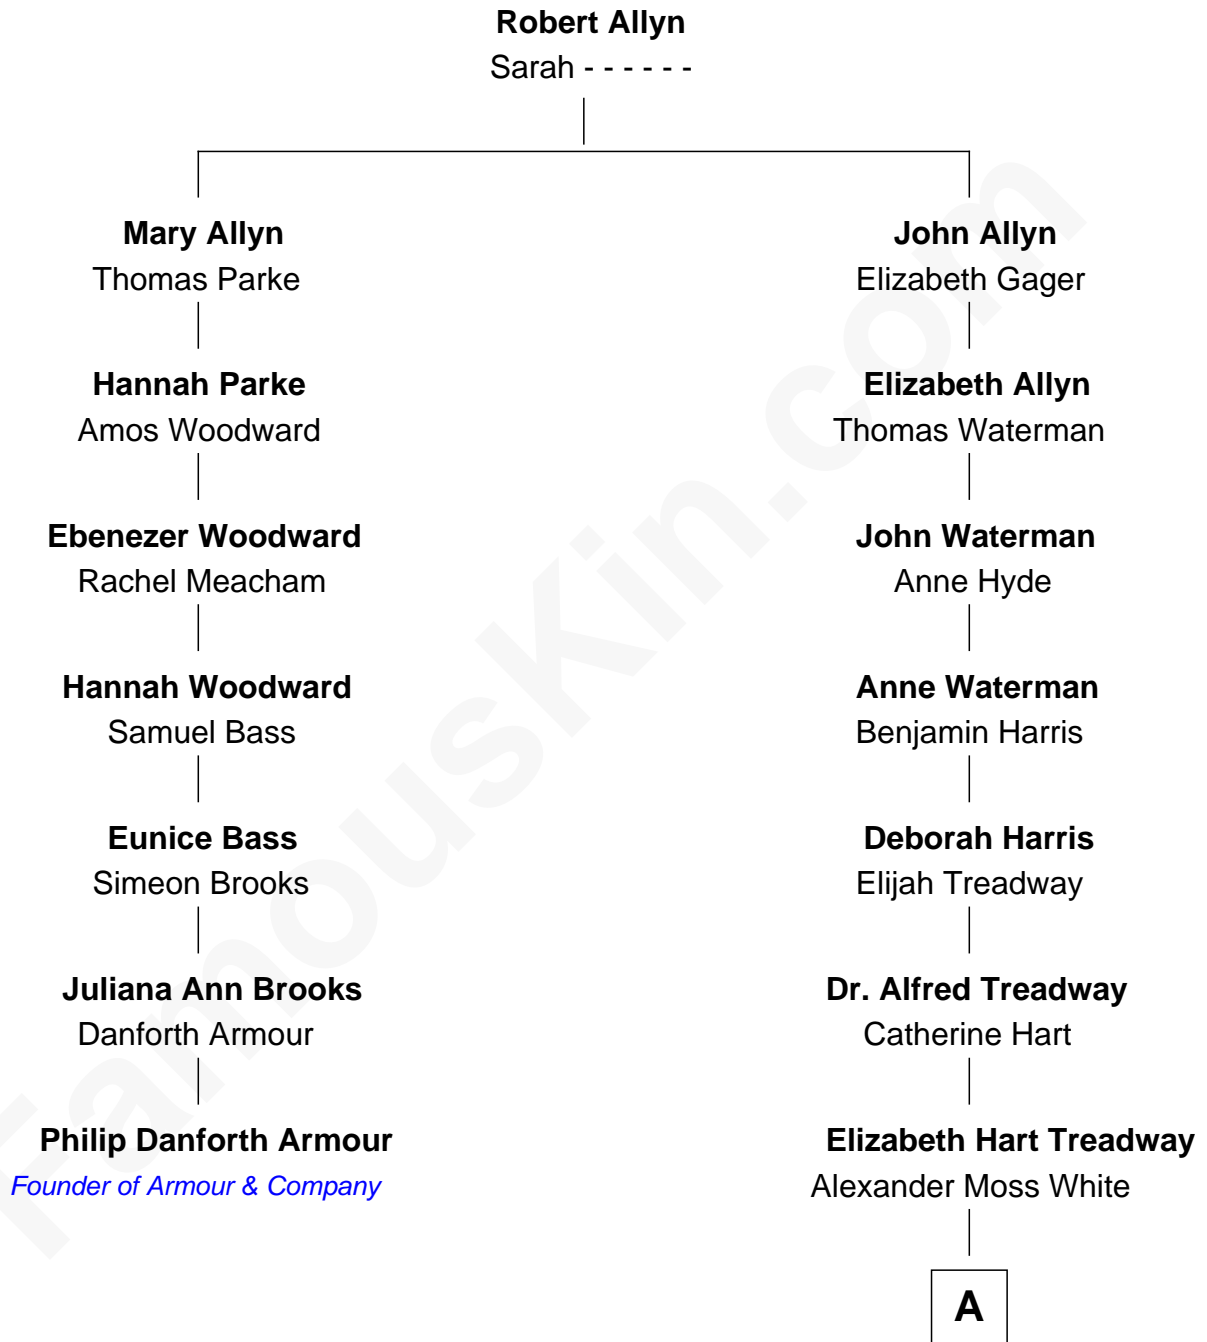 Robert Allyn
Sarah - - - - - -
Mary Allyn
Thomas Parke
John Allyn
Elizabeth Gager
Hannah Parke
Amos Woodward
Elizabeth Allyn
Thomas Waterman
Ebenezer Woodward
Rachel Meacham
John Waterman
Anne Hyde
Hannah Woodward
Samuel Bass
Anne Waterman
Benjamin Harris
Eunice Bass
Simeon Brooks
Deborah Harris
Elijah Treadway
Juliana Ann Brooks
Danforth Armour
Dr. Alfred Treadway
Catherine Hart
Philip Danforth Armour
Founder of Armour & Company
Elizabeth Hart Treadway
Alexander Moss White
A
FamousKin.com